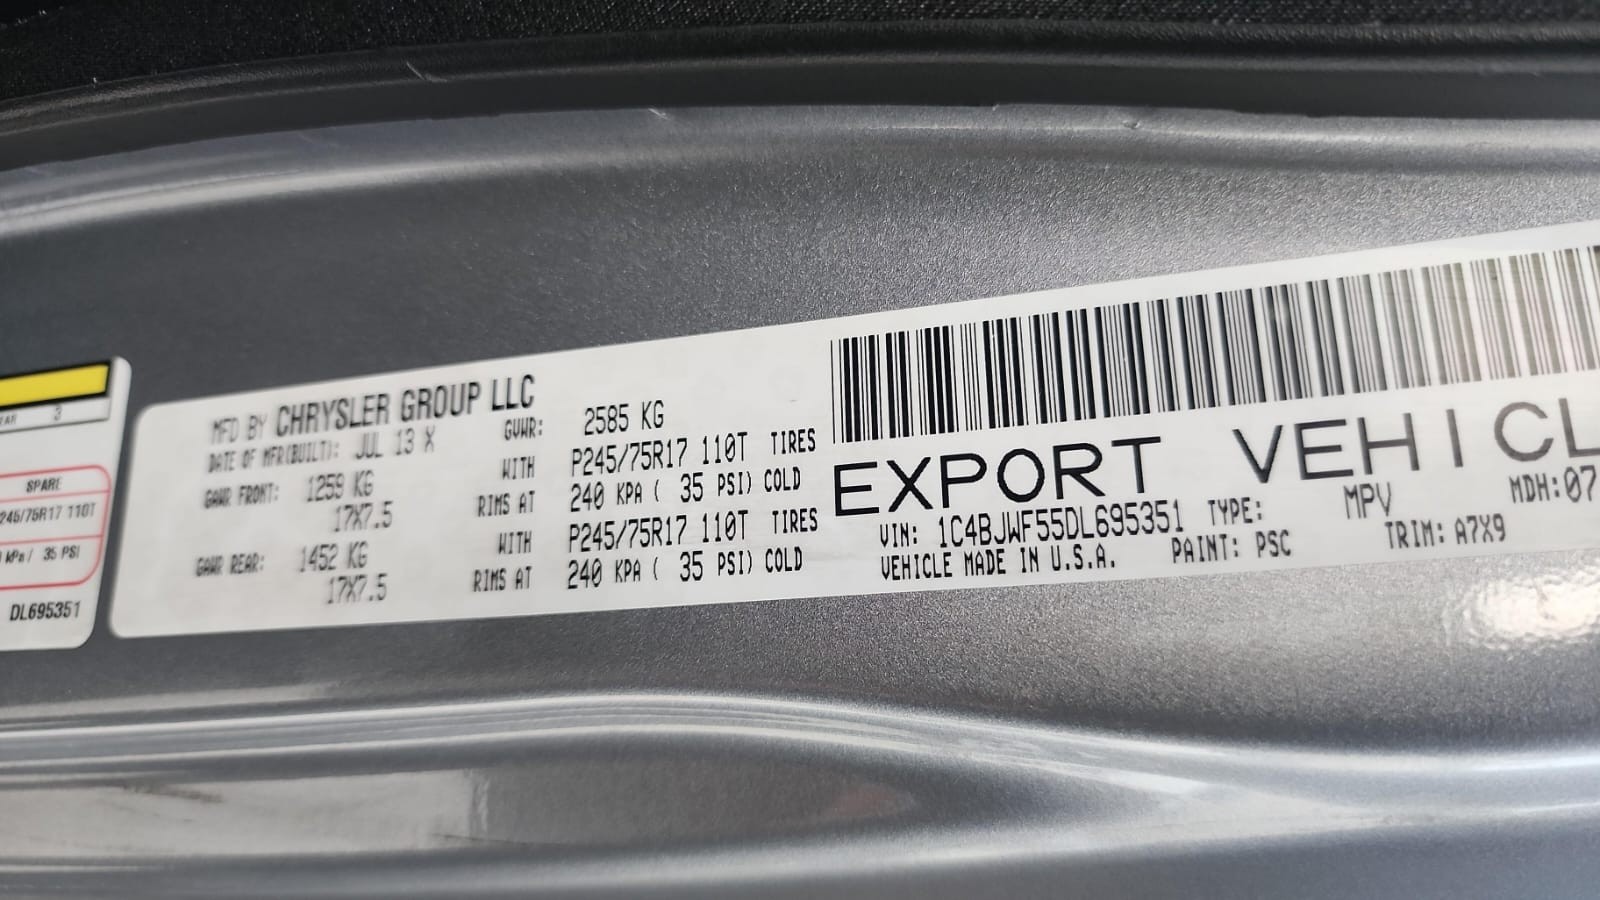 EAR 3
SPARE
245/75R17 110T
kPa / 35 PSI
DL695351
MFD BY CHRYSLER GROUP LLC
DATE OF MFR(BUILT): JUL 13 X GVWR: 2585 KG
GAWR FRONT: 1259 KG WITH P245/75R17 110T TIRES
17X7.5 RIMS AT 240 KPA ( 35 PSI) COLD
GAWR REAR: 1452 KG WITH P245/75R17 110T TIRES
17X7.5 RIMS AT 240 KPA ( 35 PSI) COLD
EXPORT VEHICL
VIN: 1C4BJWF55DL695351 TYPE: MPV MDH:07
VEHICLE MADE IN U.S.A. PAINT: PSC TRIM: A7X9